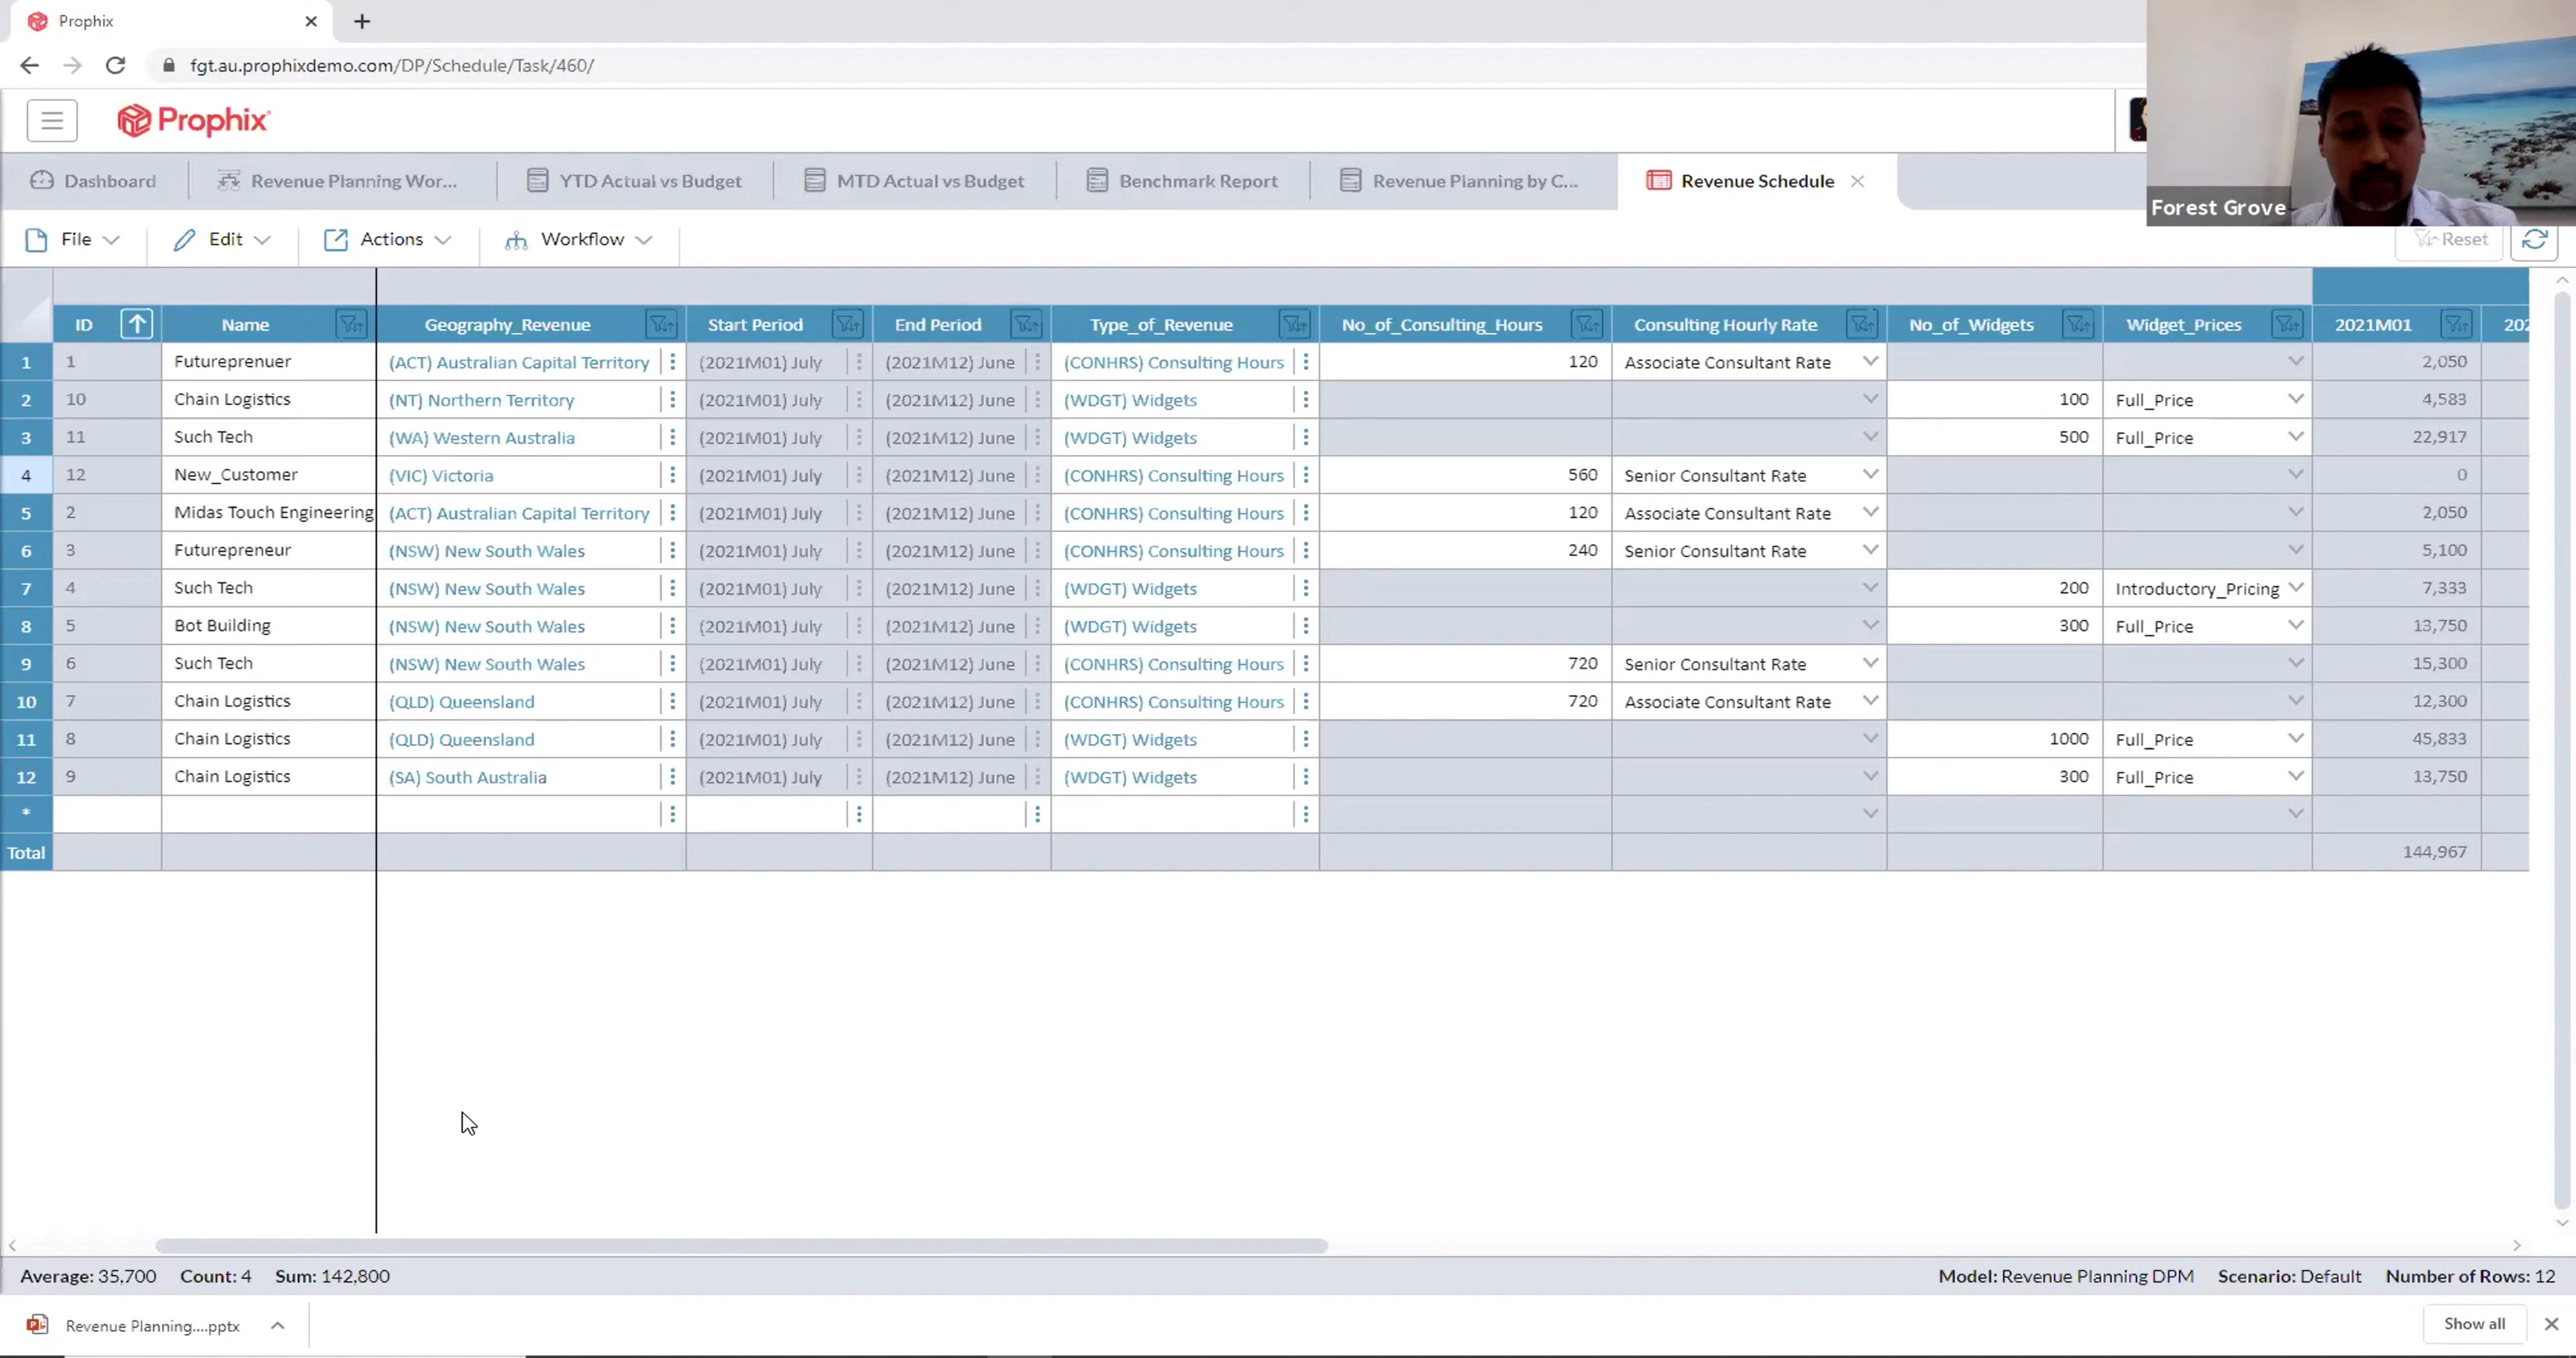 Prophix
fgt.au.prophixdemo.com/DP/Schedule/Task/460/
Prophix
Forest Grove
Dashboard Revenue Planning Wor... YTD Actual vs Budget MTD Actual vs Budget Benchmark Report Revenue Planning by C... Revenue Schedule
File Edit Actions Workflow Reset
ID Name Geography_Revenue Start Period End Period Type_of_Revenue No_of_Consulting_Hours Consulting Hourly Rate No_of_Widgets Widget_Prices 2021M01 202
1 1 Futureprenuer (ACT) Australian Capital Territory (2021M01) July (2021M12) June (CONHRS) Consulting Hours 120 Associate Consultant Rate 2,050
2 10 Chain Logistics (NT) Northern Territory (2021M01) July (2021M12) June (WDGT) Widgets 100 Full_Price 4,583
3 11 Such Tech (WA) Western Australia (2021M01) July (2021M12) June (WDGT) Widgets 500 Full_Price 22,917
4 12 New_Customer (VIC) Victoria (2021M01) July (2021M12) June (CONHRS) Consulting Hours 560 Senior Consultant Rate 0
5 2 Midas Touch Engineering (ACT) Australian Capital Territory (2021M01) July (2021M12) June (CONHRS) Consulting Hours 120 Associate Consultant Rate 2,050
6 3 Futurepreneur (NSW) New South Wales (2021M01) July (2021M12) June (CONHRS) Consulting Hours 240 Senior Consultant Rate 5,100
7 4 Such Tech (NSW) New South Wales (2021M01) July (2021M12) June (WDGT) Widgets 200 Introductory_Pricing 7,333
8 5 Bot Building (NSW) New South Wales (2021M01) July (2021M12) June (WDGT) Widgets 300 Full_Price 13,750
9 6 Such Tech (NSW) New South Wales (2021M01) July (2021M12) June (CONHRS) Consulting Hours 720 Senior Consultant Rate 15,300
10 7 Chain Logistics (QLD) Queensland (2021M01) July (2021M12) June (CONHRS) Consulting Hours 720 Associate Consultant Rate 12,300
11 8 Chain Logistics (QLD) Queensland (2021M01) July (2021M12) June (WDGT) Widgets 1000 Full_Price 45,833
12 9 Chain Logistics (SA) South Australia (2021M01) July (2021M12) June (WDGT) Widgets 300 Full_Price 13,750
*
Total 144,967
Average: 35,700 Count: 4 Sum: 142,800 Model: Revenue Planning DPM Scenario: Default Number of Rows: 12
Revenue Planning....pptx Show all